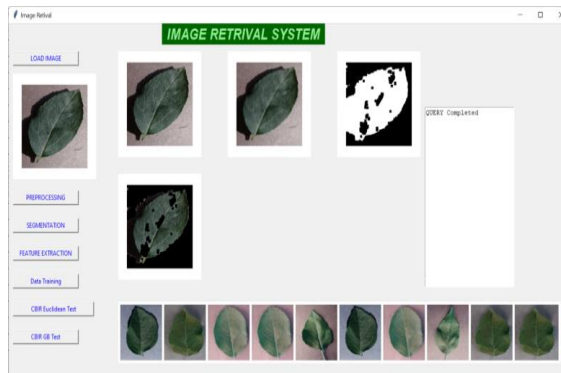 Image Retival
IMAGE RETRIVAL SYSTEM
LOAD IMAGE
QUERY Completed
PREPROCESSING
SEGMENTATION
FEATURE EXTRACTION
Data Training
CBIR Euclidean Test
CBIR GB Test